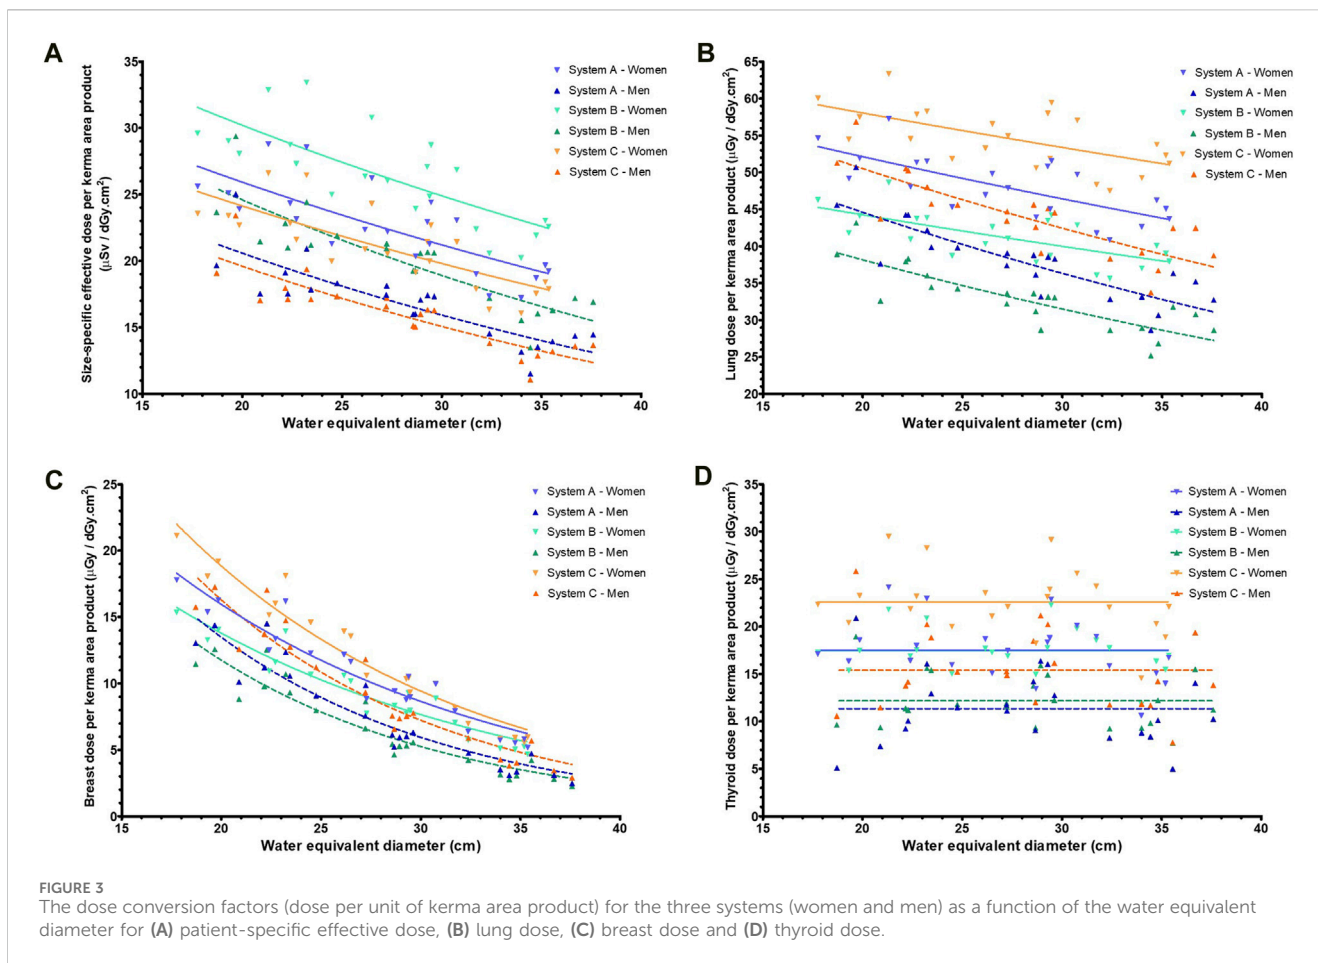 A
Size-specific effective dose per kerma area product
(µSv / dGy.cm²)
35
30
25
20
15
10
15 20 25 30 35 40
Water equivalent diameter (cm)
System A - Women
System A - Men
System B - Women
System B - Men
System C - Women
System C - Men
B
Lung dose per kerma area product (µGy / dGy.cm²)
65
60
55
50
45
40
35
30
25
20
15 20 25 30 35 40
Water equivalent diameter (cm)
System A - Women
System A - Men
System B - Women
System B - Men
System C - Women
System C - Men
C
Breast dose per kerma area product (µGy / dGy.cm²)
25
20
15
10
5
0
15 20 25 30 35 40
Water equivalent diameter (cm)
System A - Women
System A - Men
System B - Women
System B - Men
System C - Women
System C - Men
D
Thyroid dose per kerma area product (µGy / dGy.cm²)
35
30
25
20
15
10
5
0
15 20 25 30 35 40
Water equivalent diameter (cm)
System A - Women
System A - Men
System B - Women
System B - Men
System C - Women
System C - Men
FIGURE 3
The dose conversion factors (dose per unit of kerma area product) for the three systems (women and men) as a function of the water equivalent
diameter for (A) patient-specific effective dose, (B) lung dose, (C) breast dose and (D) thyroid dose.